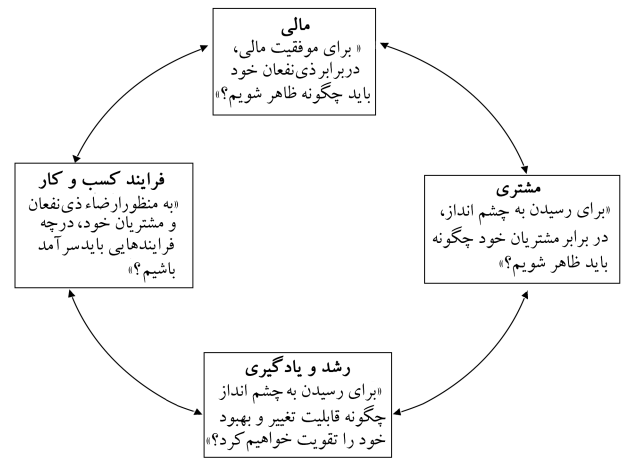 مالی
« برای موفقیت مالی،
دربرابر ذی‌نفعان خود
باید چگونه ظاهر شویم؟»
مشتری
«برای رسیدن به چشم انداز،
در برابر مشتریان خود چگونه
باید ظاهر شویم؟»
فرایند کسب و کار
«به منظورارضاء ذی‌نفعان
و مشتریان خود، درچه
فرایندهایی بایدسرآمد
باشیم؟»
رشد و یادگیری
«برای رسیدن به چشم انداز
چگونه قابلیت تغییر و بهبود
خود را تقویت خواهیم‌کرد؟»